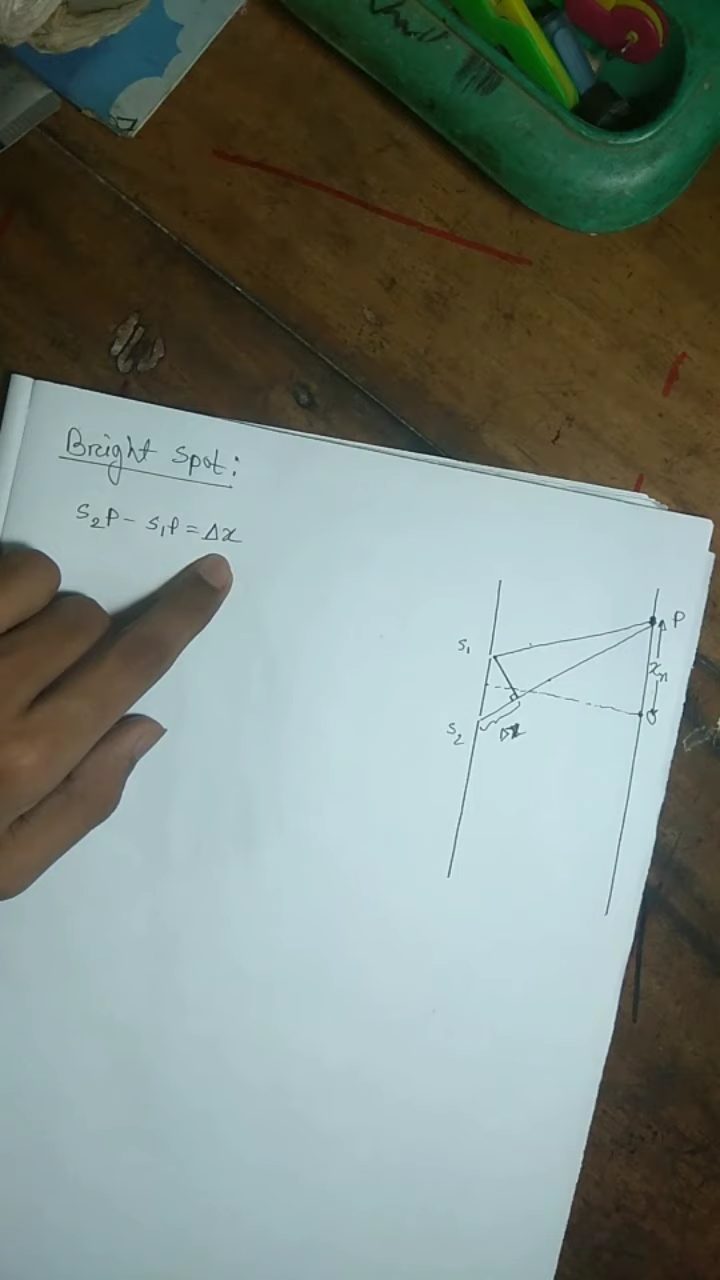 Bright Spot:
S₂P - S₁P = Δx
S₁
P
xₙ
O
S₂
Δx